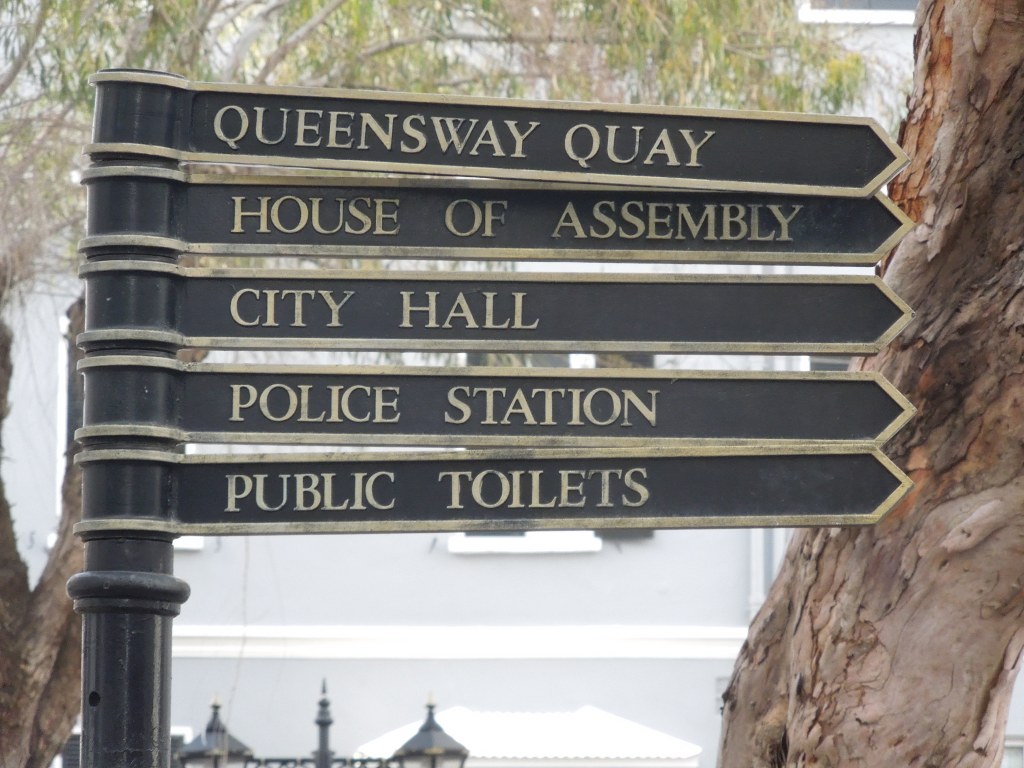 QUEENSWAY QUAY
HOUSE OF ASSEMBLY
CITY HALL
POLICE STATION
PUBLIC TOILETS